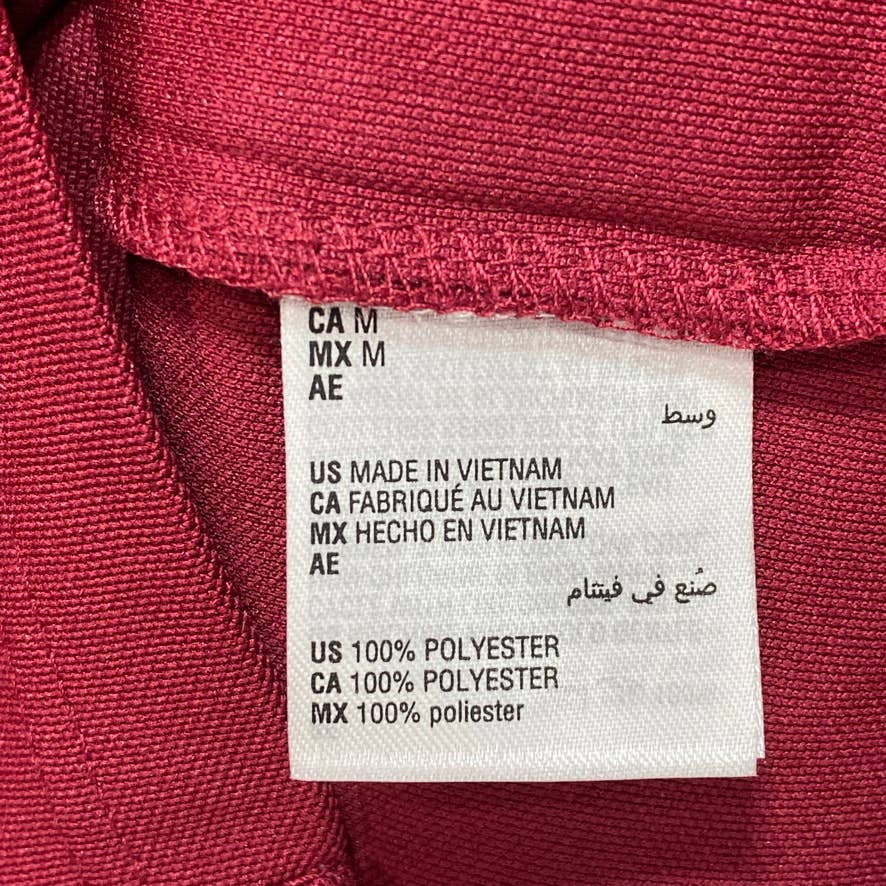 CA M
MX M
AE
وسط
US MADE IN VIETNAM
CA FABRIQUÉ AU VIETNAM
MX HECHO EN VIETNAM
AE
صُنع في فيتنام
US 100% POLYESTER
CA 100% POLYESTER
MX 100% poliester